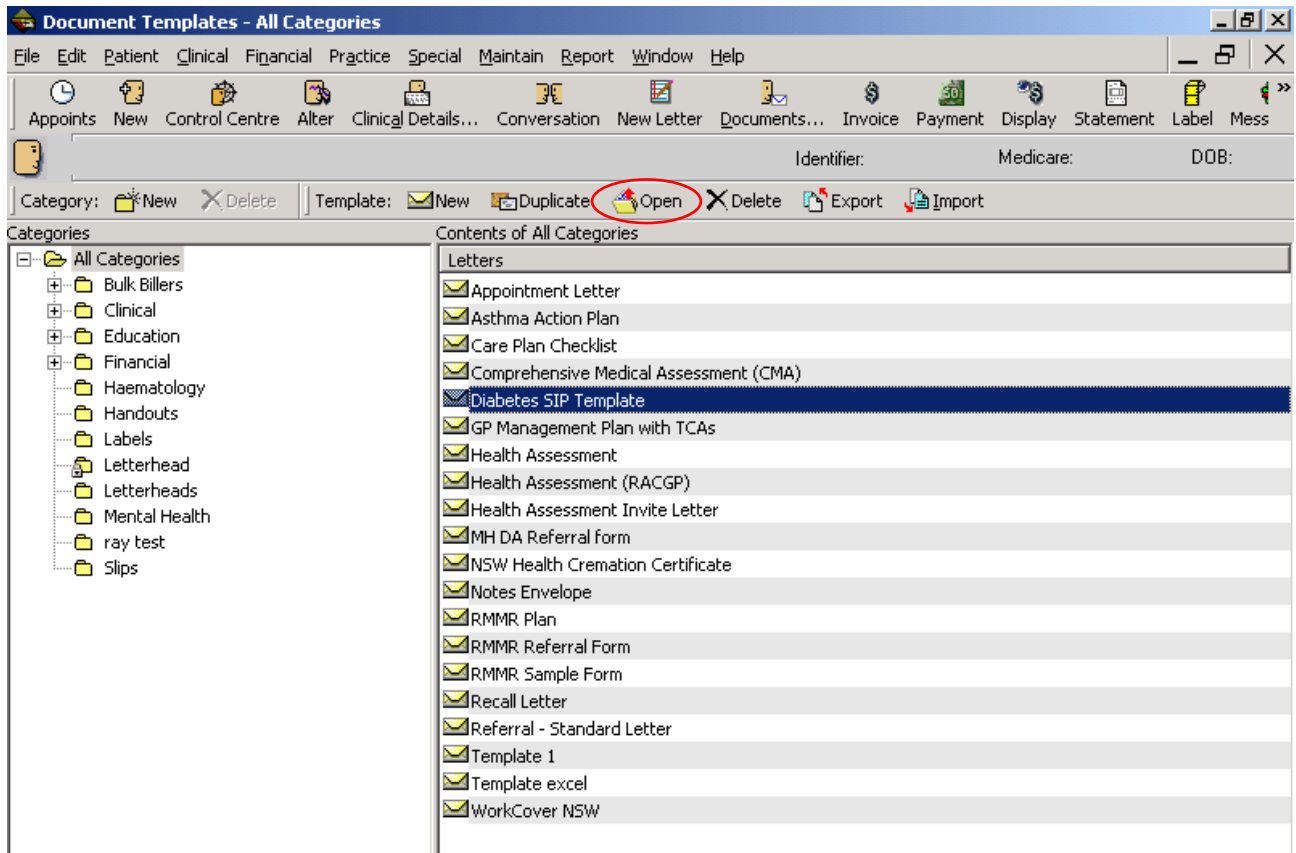 Document Templates - All Categories
File Edit Patient Clinical Financial Practice Special Maintain Report Window Help
Appoints New Control Centre Alter Clinical Details... Conversation New Letter Documents... Invoice Payment Display Statement Label Mess
Identifier: Medicare: DOB:
Category: New Delete Template: New Duplicate Open Delete Export Import
Categories Contents of All Categories
All Categories
Bulk Billers
Clinical
Education
Financial
Haematology
Handouts
Labels
Letterhead
Letterheads
Mental Health
ray test
Slips
Letters
Appointment Letter
Asthma Action Plan
Care Plan Checklist
Comprehensive Medical Assessment (CMA)
Diabetes SIP Template
GP Management Plan with TCAs
Health Assessment
Health Assessment (RACGP)
Health Assessment Invite Letter
MH DA Referral form
NSW Health Cremation Certificate
Notes Envelope
RMMR Plan
RMMR Referral Form
RMMR Sample Form
Recall Letter
Referral - Standard Letter
Template 1
Template excel
WorkCover NSW